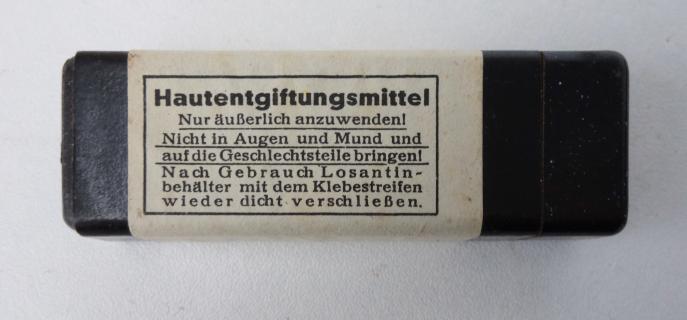 Hautentgiftungsmittel
Nur äußerlich anzuwenden!
Nicht in Augen und Mund und
auf die Geschlechtsteile bringen!
Nach Gebrauch Losantin-
behälter mit dem Klebestreifen
wieder dicht verschließen.